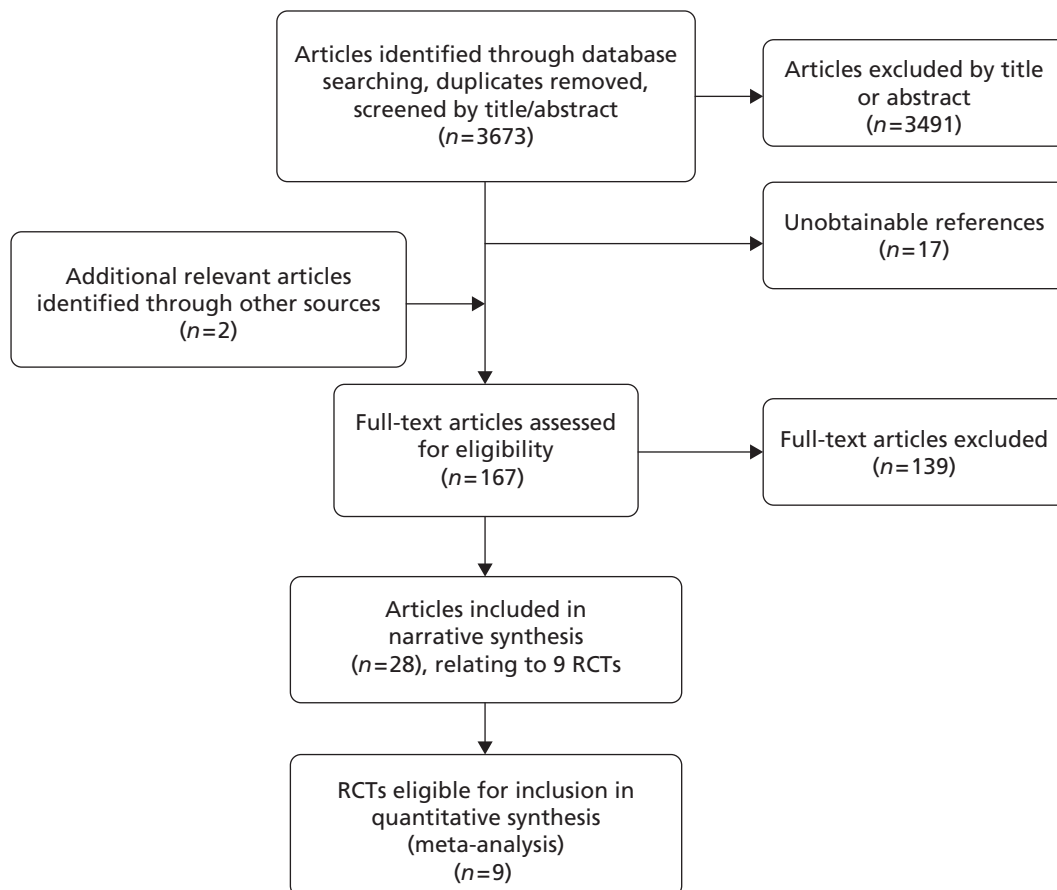 Articles identified through database
searching, duplicates removed,
screened by title/abstract
(n=3673)
Articles excluded by title
or abstract
(n=3491)
Unobtainable references
(n=17)
Additional relevant articles
identified through other sources
(n=2)
Full-text articles assessed
for eligibility
(n=167)
Full-text articles excluded
(n=139)
Articles included in
narrative synthesis
(n=28), relating to 9 RCTs
RCTs eligible for inclusion in
quantitative synthesis
(meta-analysis)
(n=9)